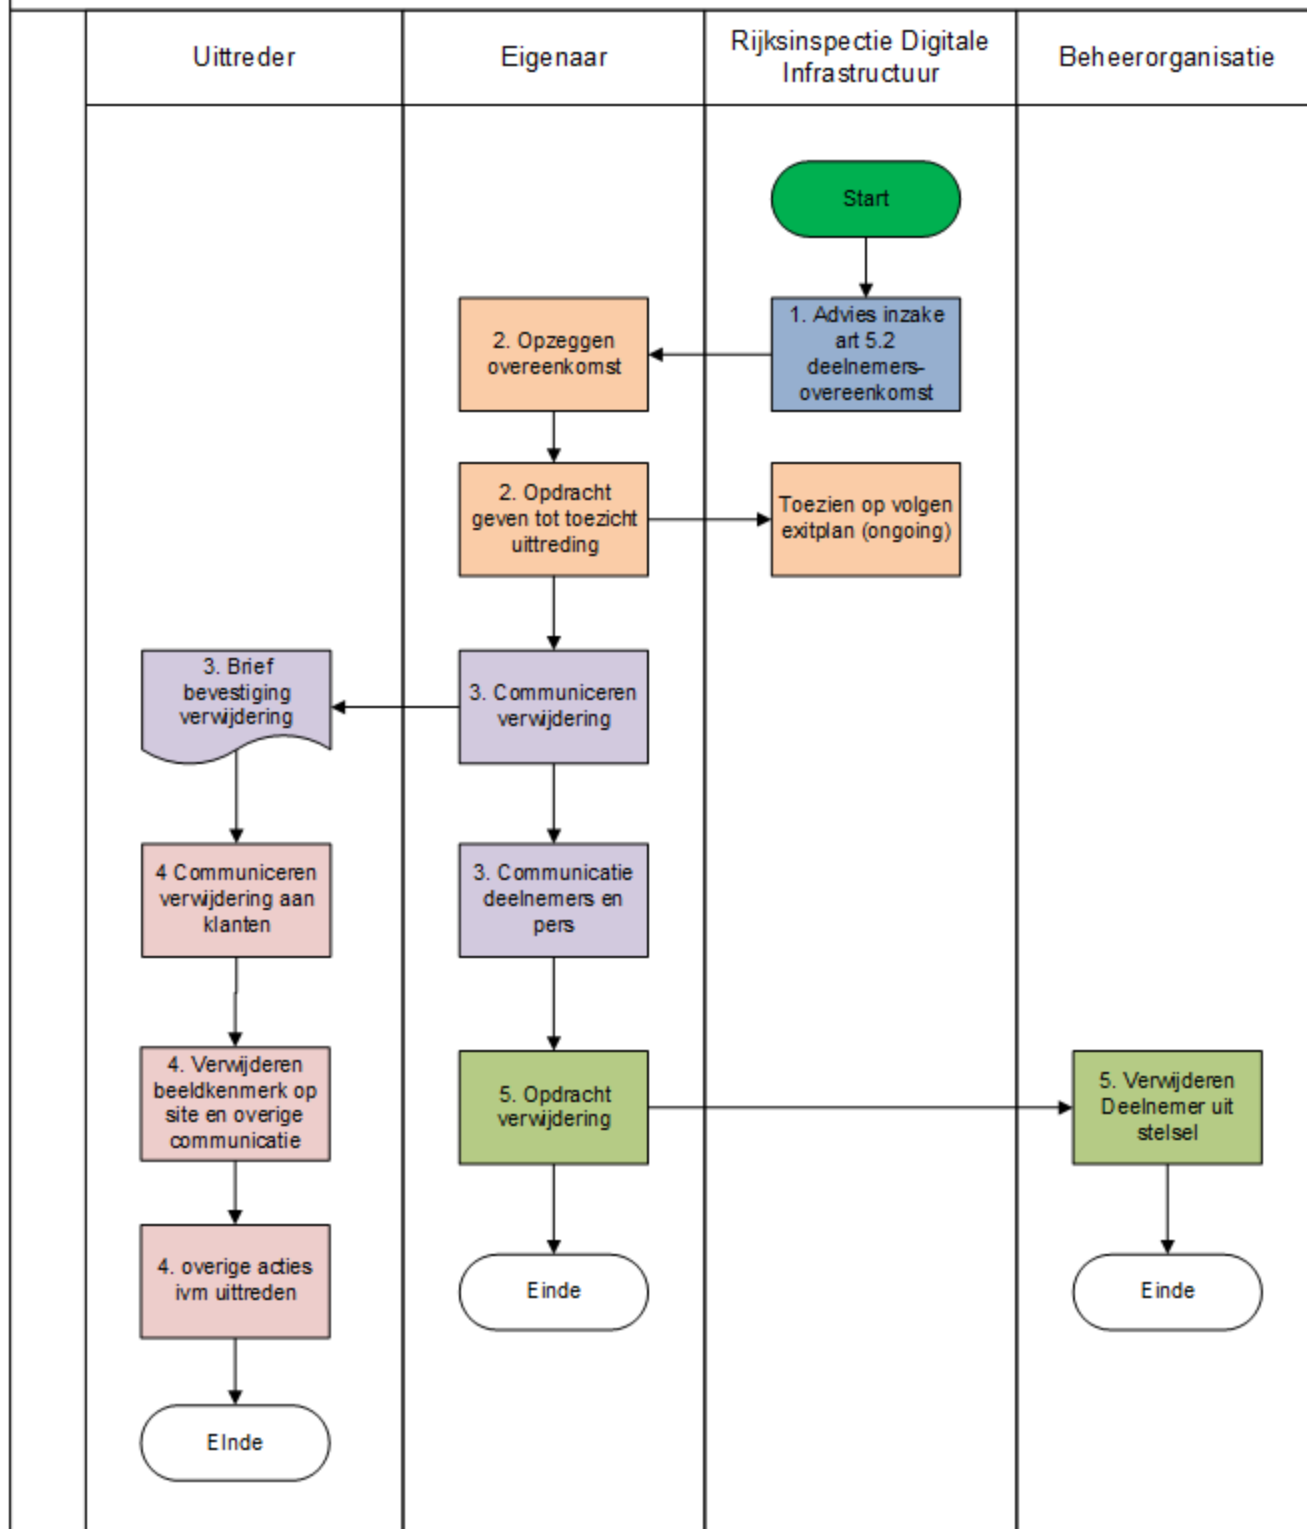 Uittreder
Eigenaar
Rijksinspectie Digitale
Infrastructuur
Beheerorganisatie
Start
1. Advies inzake
art 5.2
deelnemers-
overeenkomst
2. Opzeggen
overeenkomst
2. Opdracht
geven tot toezicht
uittreding
Toezien op volgen
exitplan (ongoing)
3. Brief
bevestiging
verwijdering
3. Communiceren
verwijdering
4 Communiceren
verwijdering aan
klanten
3. Communicatie
deelnemers en
pers
4. Verwijderen
beeldkenmerk op
site en overige
communicatie
5. Opdracht
verwijdering
5. Verwijderen
Deelnemer uit
stelsel
4. overige acties
ivm uittreden
Einde
Einde
EInde